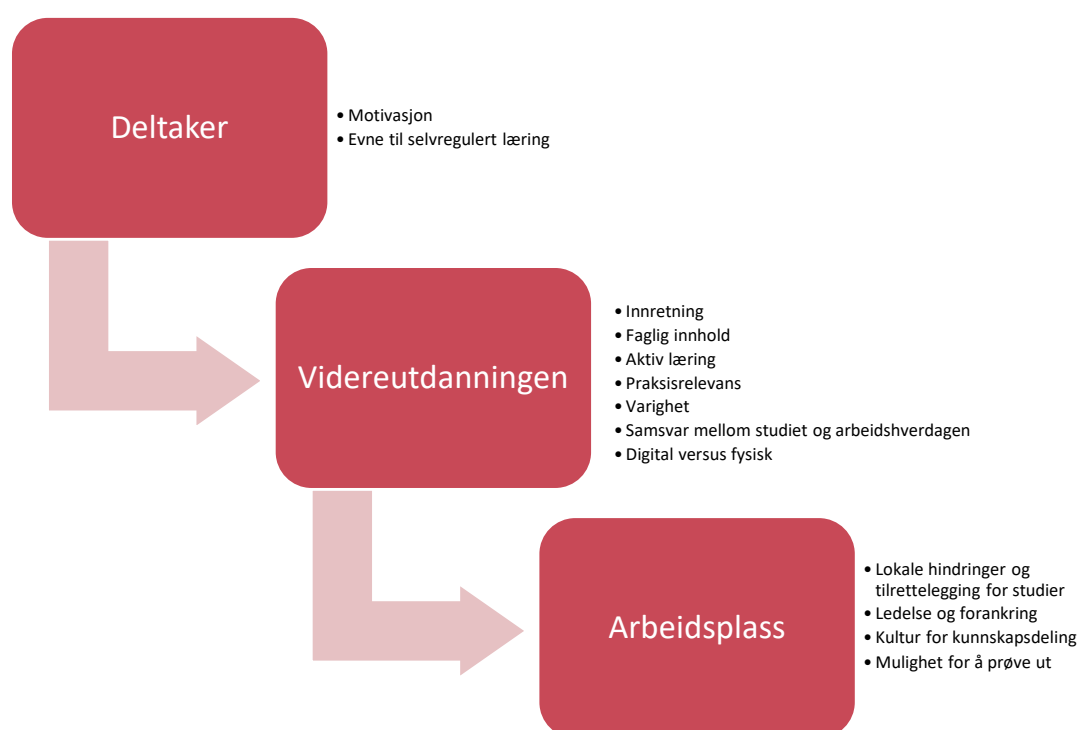 Deltaker
• Motivasjon
• Evne til selvregulert læring
Videreutdanningen
• Innretning
• Faglig innhold
• Aktiv læring
• Praksisrelevans
• Varighet
• Samsvar mellom studiet og arbeidshverdagen
• Digital versus fysisk
Arbeidsplass
• Lokale hindringer og
tilrettelegging for studier
• Ledelse og forankring
• Kultur for kunnskapsdeling
• Mulighet for å prøve ut